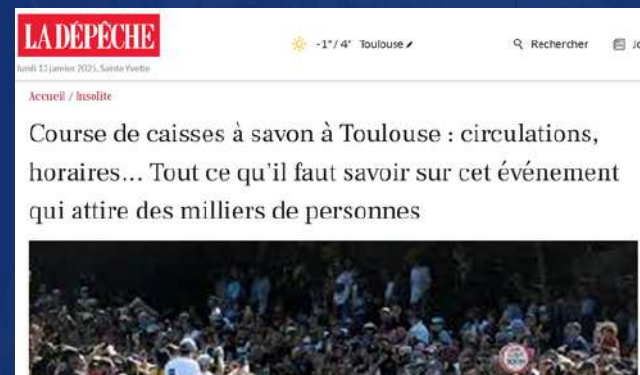 LA DÉPÊCHE
-1°/ 4° Toulouse
Rechercher
lundi 13 janvier 2025, Sainte Yvette
Accueil / Insolite
Course de caisses à savon à Toulouse : circulations,
horaires... Tout ce qu'il faut savoir sur cet événement
qui attire des milliers de personnes